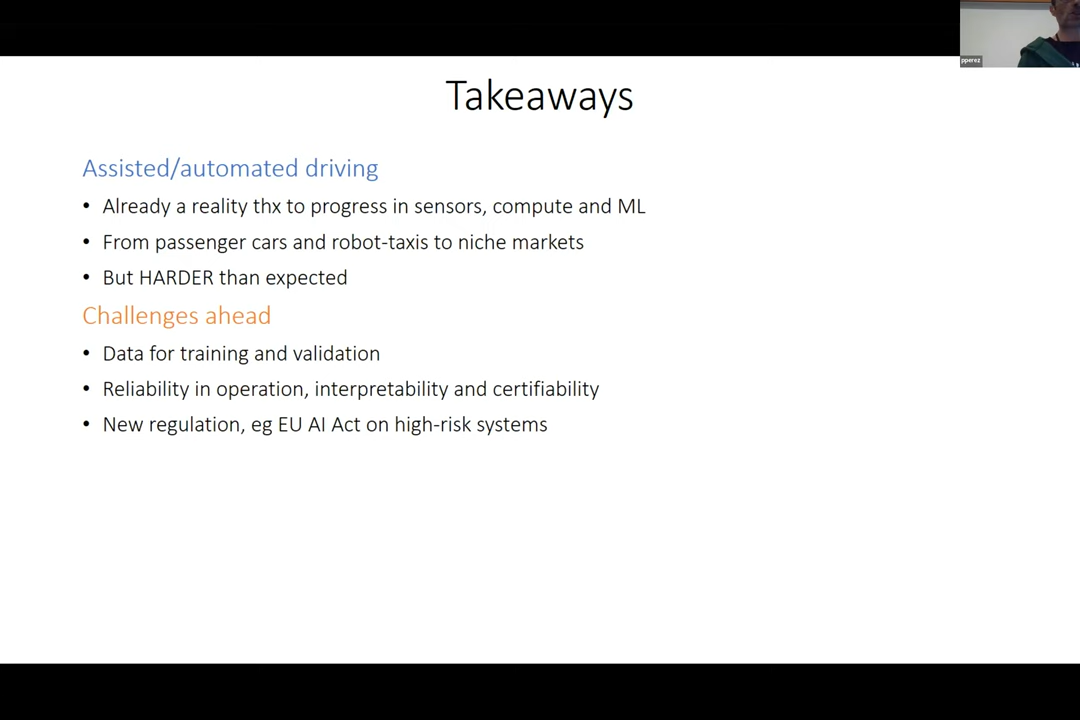 pperez
Takeaways
Assisted/automated driving
• Already a reality thx to progress in sensors, compute and ML
• From passenger cars and robot-taxis to niche markets
• But HARDER than expected
Challenges ahead
• Data for training and validation
• Reliability in operation, interpretability and certifiability
• New regulation, eg EU AI Act on high-risk systems